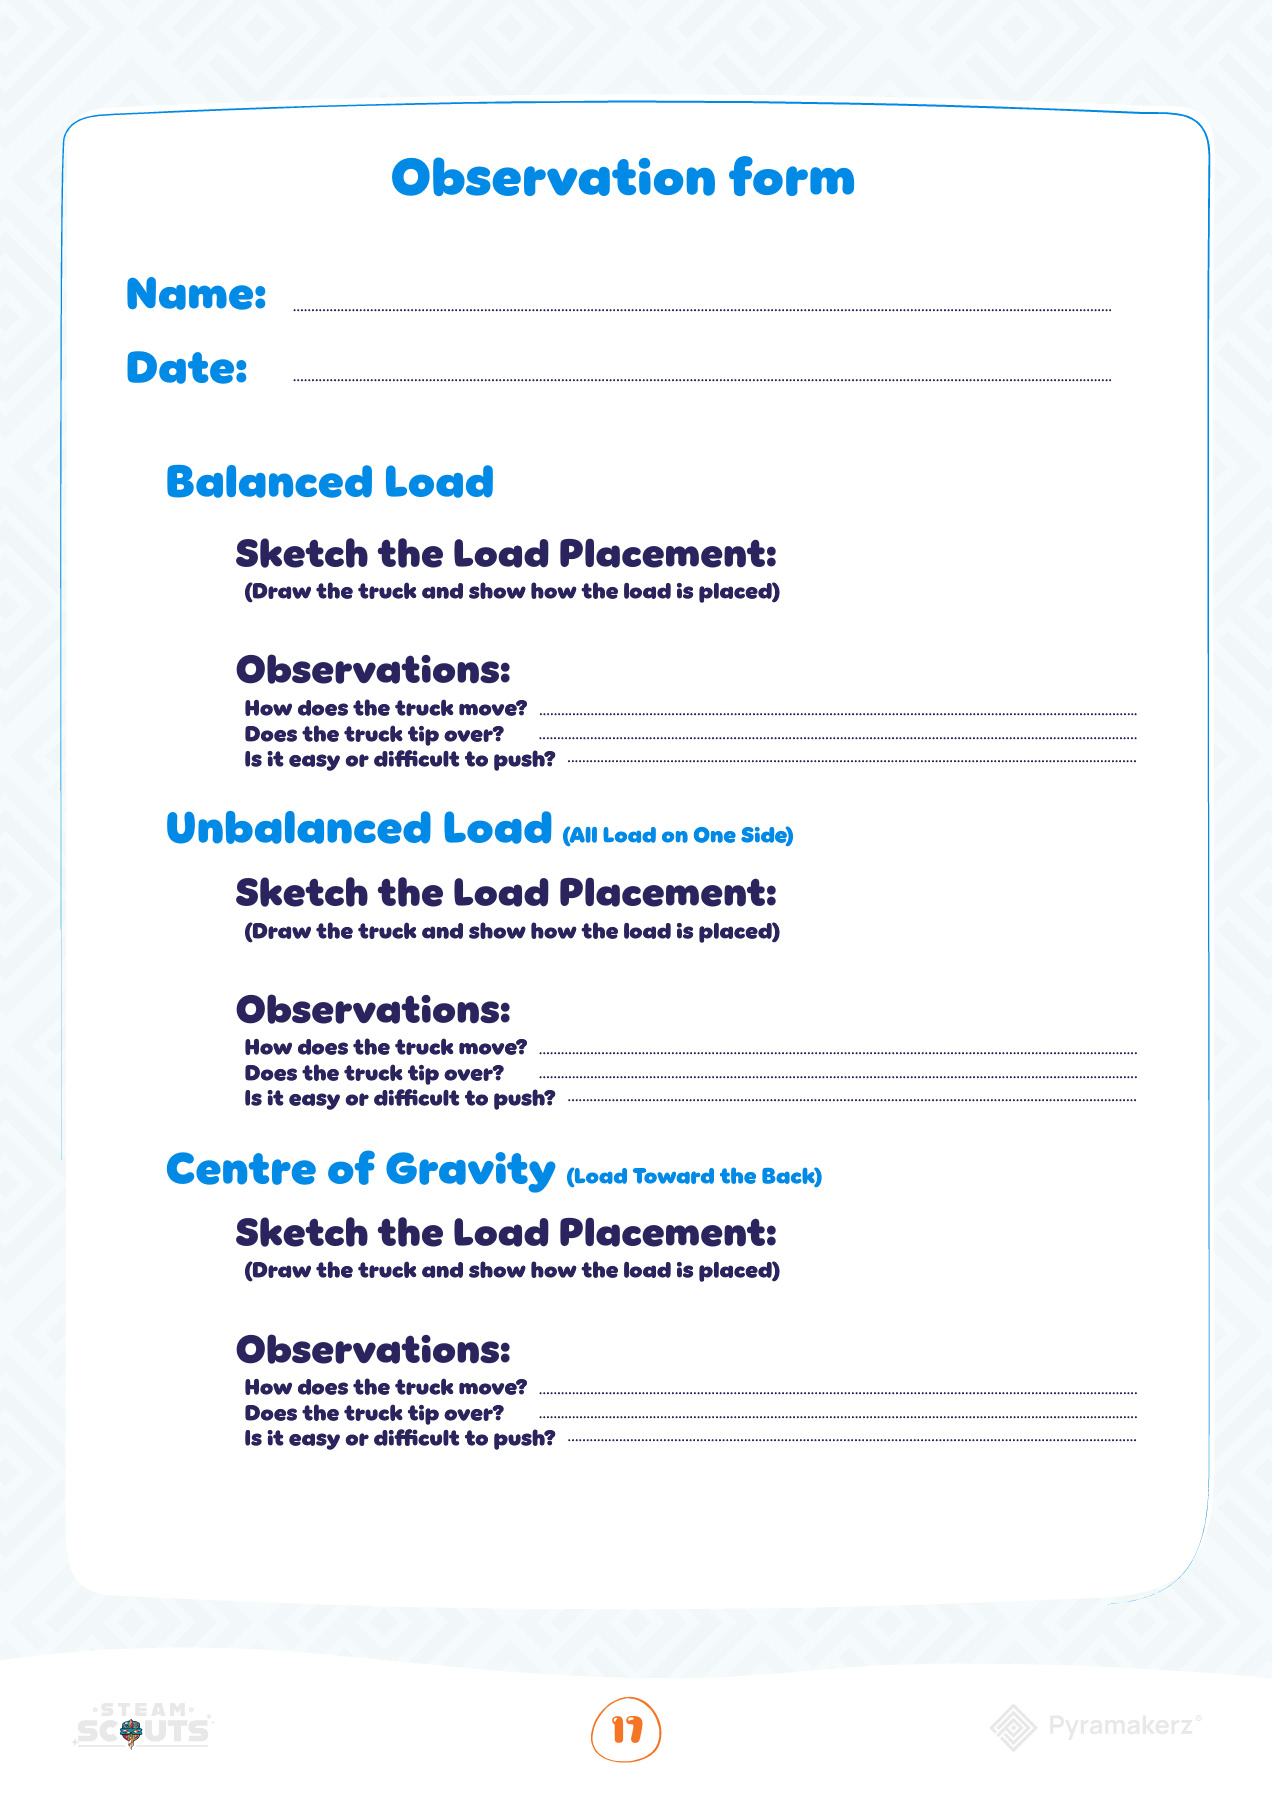 Observation form
Name:
Date:
Balanced Load
Sketch the Load Placement:
(Draw the truck and show how the load is placed)
Observations:
How does the truck move?
Does the truck tip over?
Is it easy or difficult to push?
Unbalanced Load (All Load on One Side)
Sketch the Load Placement:
(Draw the truck and show how the load is placed)
Observations:
How does the truck move?
Does the truck tip over?
Is it easy or difficult to push?
Centre of Gravity (Load Toward the Back)
Sketch the Load Placement:
(Draw the truck and show how the load is placed)
Observations:
How does the truck move?
Does the truck tip over?
Is it easy or difficult to push?
STEAM
SCOUTS
17
Pyramakerz